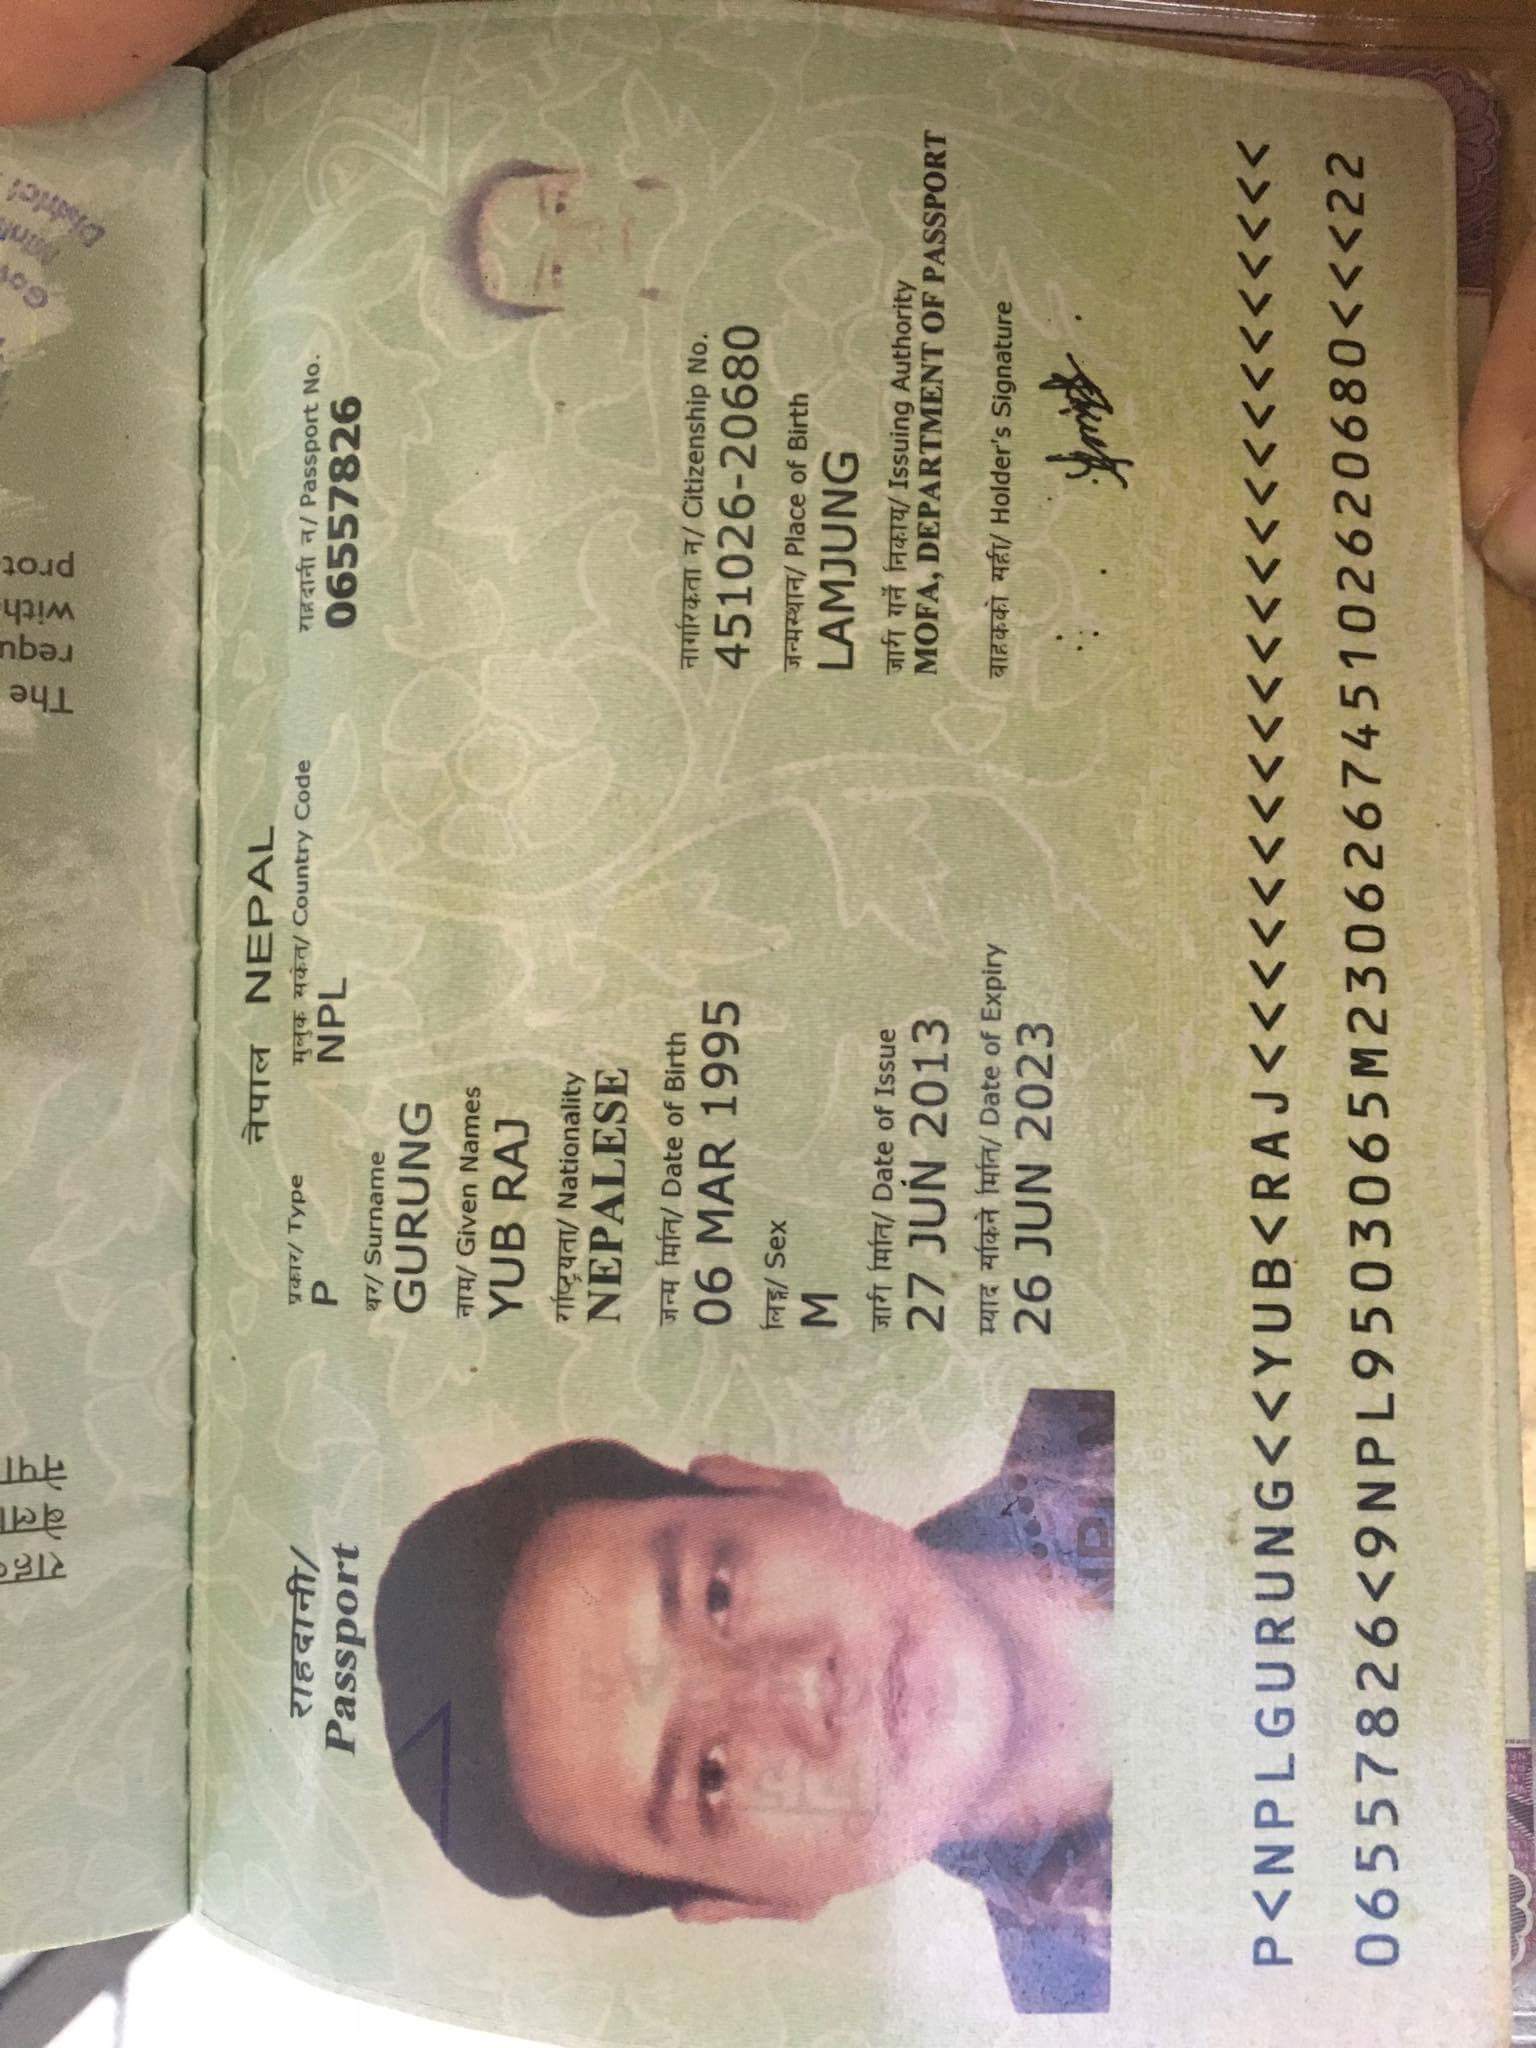 नेपाल NEPAL
राहदानी/
Passport
प्रकार/ Type
P
मुलुक संकेत/ Country Code
NPL
राहदानी नं/ Passport No.
06557826
थर/ Surname
GURUNG
नाम/ Given Names
YUB RAJ
राष्ट्रियता/ Nationality
NEPALESE
जन्म मिति/ Date of Birth
06 MAR 1995
नागरिकता नं/ Citizenship No.
451026-20680
लिङ्ग/ Sex
M
जन्मस्थान/ Place of Birth
LAMJUNG
जारी मिति/ Date of Issue
27 JUN 2013
जारी गर्ने निकाय/ Issuing Authority
MOFA, DEPARTMENT OF PASSPORT
म्याद सकिने मिति/ Date of Expiry
26 JUN 2023
बाहकको सही/ Holder's Signature
P<NPLGURUNG<<YUB<RAJ<<<<<<<<<<<<<<<<<<<<<<<<
06557826<9NPL9503065M230626745102620680<<<22
The
requ
with
prot
District